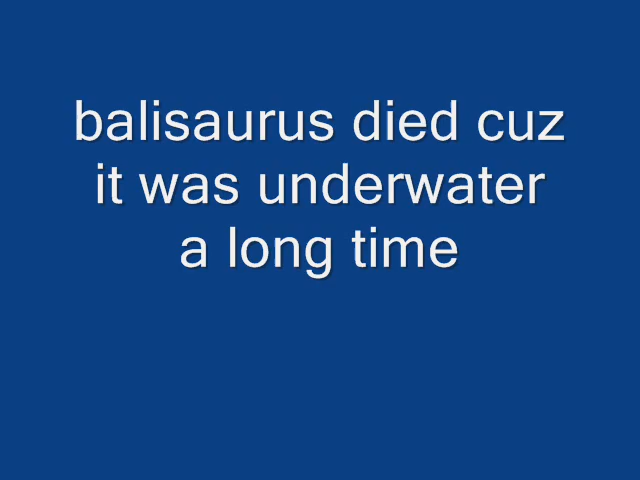 balisaurus died cuz
it was underwater
a long time